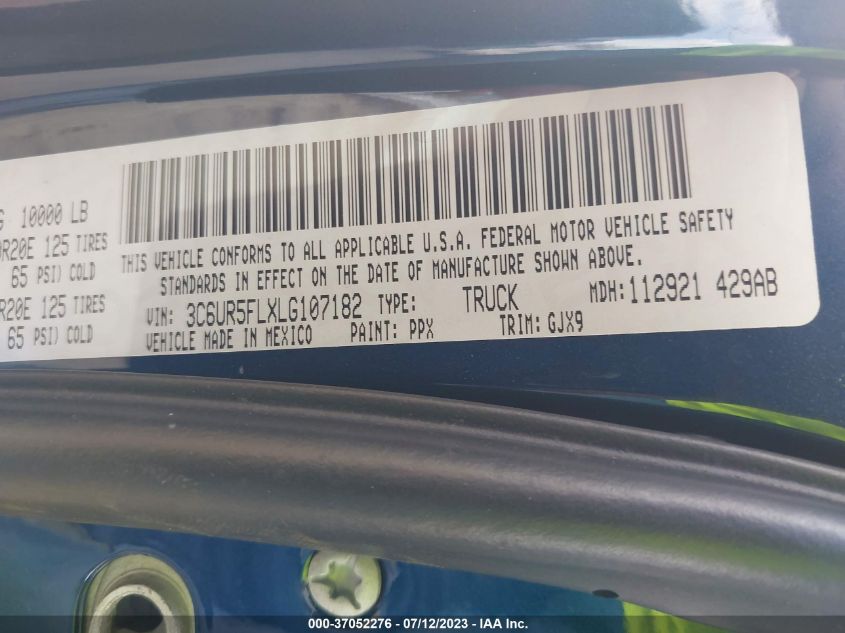 G 10000 LB
0R20E 125 TIRES
65 PSI) COLD
R20E 125 TIRES
65 PSI) COLD
THIS VEHICLE CONFORMS TO ALL APPLICABLE U.S.A. FEDERAL MOTOR VEHICLE SAFETY
STANDARDS IN EFFECT ON THE DATE OF MANUFACTURE SHOWN ABOVE.
VIN: 3C6UR5FLXLG107182 TYPE: TRUCK MDH:112921 429AB
VEHICLE MADE IN MEXICO PAINT: PPX TRIM: GJX9
000-37052276 - 07/12/2023 - IAA Inc.